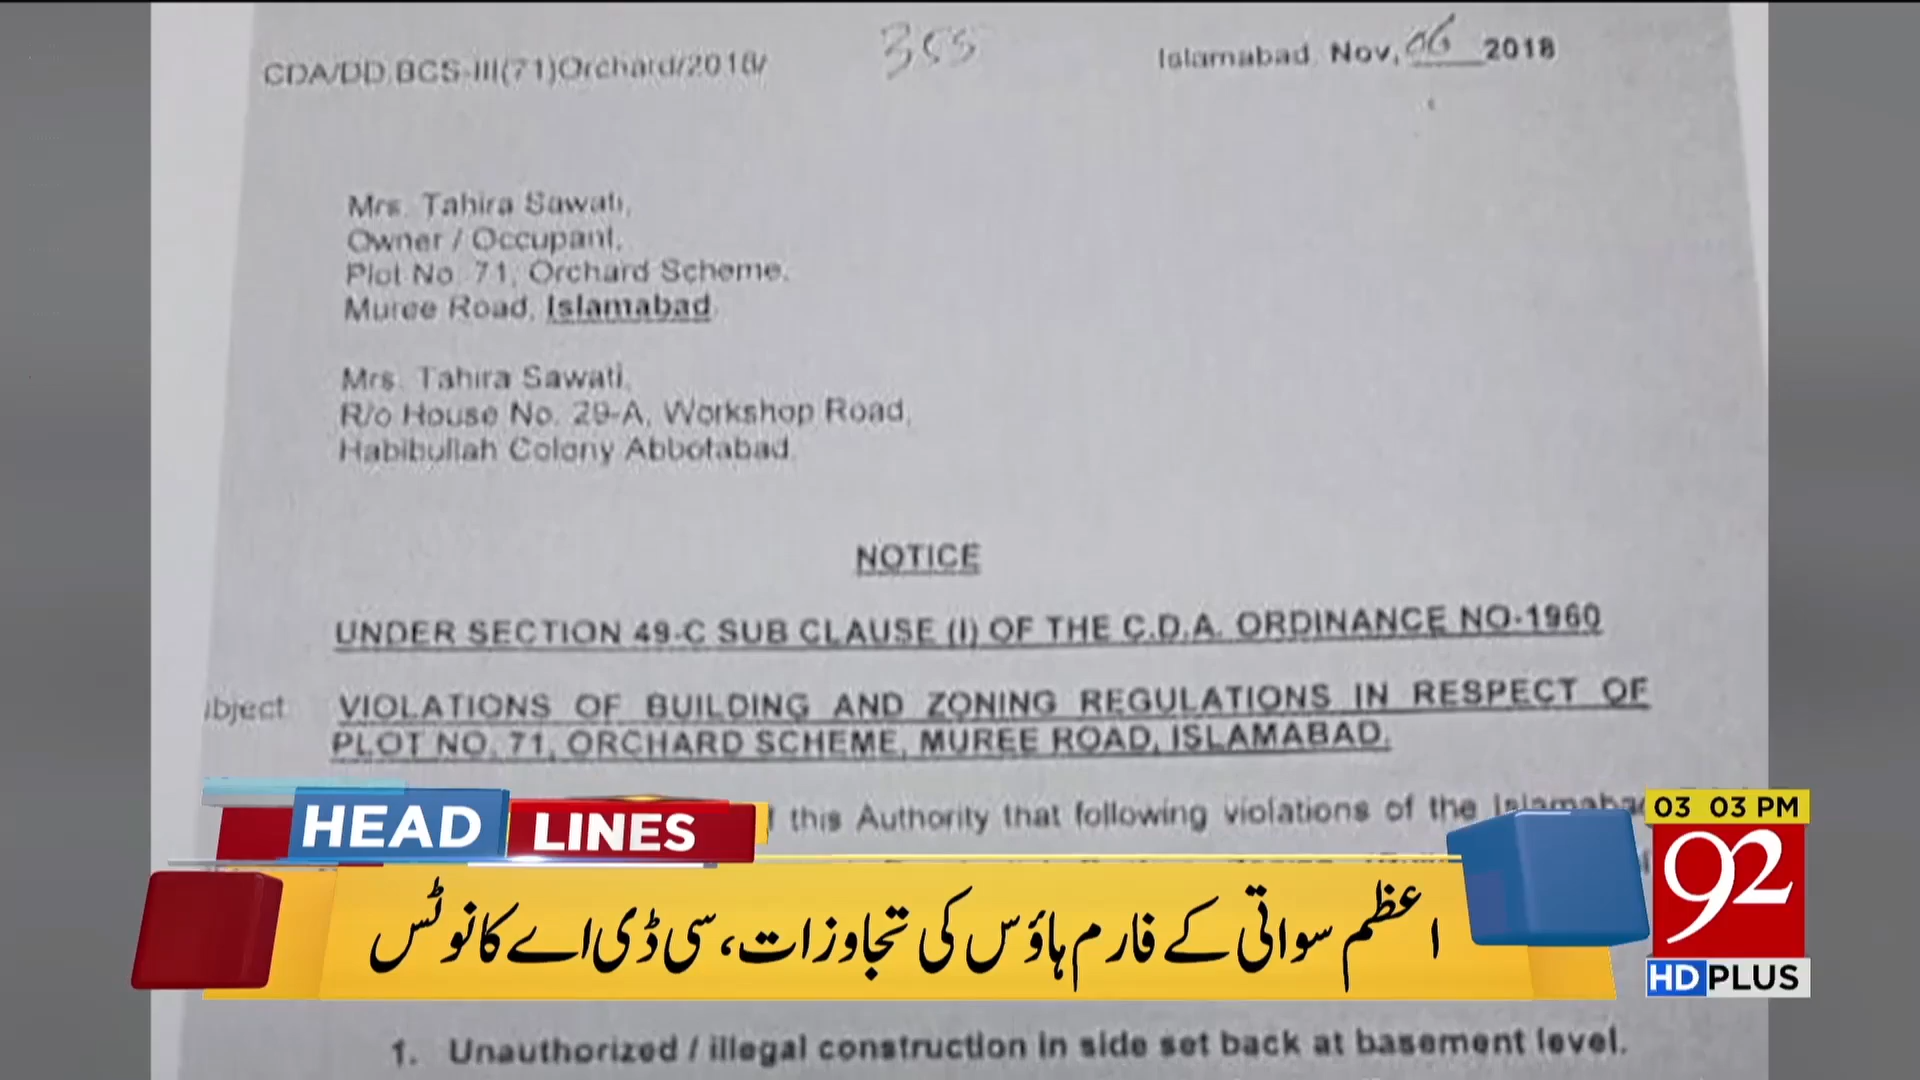 CDA/DD.BCS-III(71)Orchard/2018/ 355 Islamabad, Nov, 06 2018
Mrs. Tahira Sawati,
Owner / Occupant,
Plot No. 71, Orchard Scheme,
Muree Road, Islamabad.
Mrs. Tahira Sawati,
R/o House No. 29-A, Workshop Road,
Habibullah Colony Abbotabad.
NOTICE
UNDER SECTION 49-C SUB CLAUSE (I) OF THE C.D.A. ORDINANCE NO-1960
bject VIOLATIONS OF BUILDING AND ZONING REGULATIONS IN RESPECT OF
PLOT NO. 71, ORCHARD SCHEME, MUREE ROAD, ISLAMABAD.
this Authority that following violations of the Islamabad
HEAD LINES
03 03 PM
92
HD PLUS
اعظم سواتی کے فارم ہاؤس کی تجاوزات، سی ڈی اے کا نوٹس
1. Unauthorized / illegal construction in side set back at basement level.